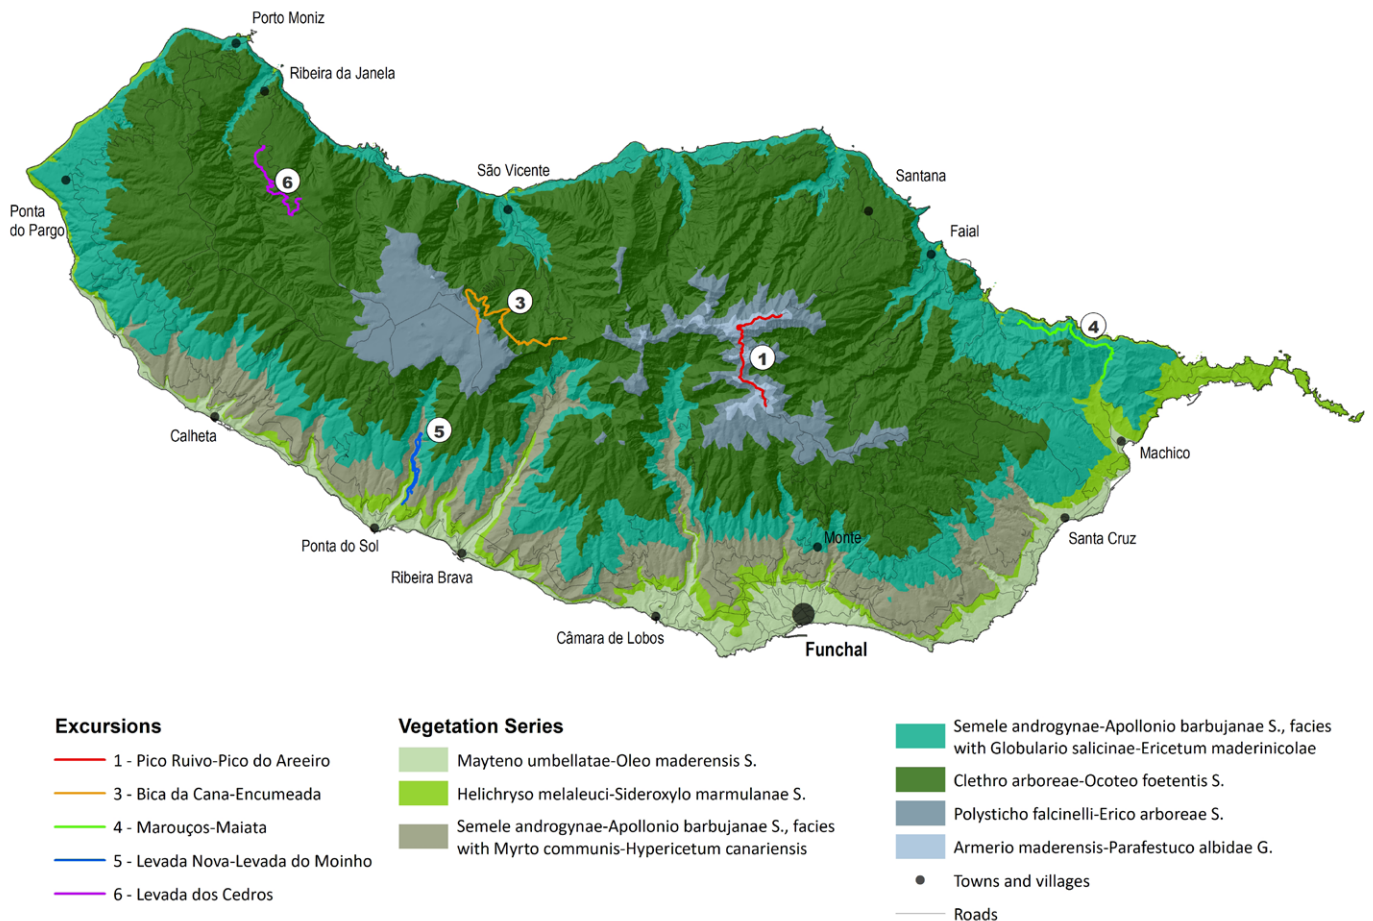 Porto Moniz
Ribeira da Janela
6
São Vicente
Santana
Ponta
do Pargo
Faial
3
4
1
Calheta
5
Machico
Ponta do Sol
Monte
Santa Cruz
Ribeira Brava
Câmara de Lobos
Funchal
Excursions
1 - Pico Ruivo-Pico do Areeiro
3 - Bica da Cana-Encumeada
4 - Marouços-Maiata
5 - Levada Nova-Levada do Moinho
6 - Levada dos Cedros
Vegetation Series
Mayteno umbellatae-Oleo maderensis S.
Helichryso melaleuci-Sideroxylo marmulanae S.
Semele androgynae-Apollonio barbujanae S., facies
with Myrto communis-Hypericetum canariensis
Semele androgynae-Apollonio barbujanae S., facies
with Globulario salicinae-Ericetum maderinicolae
Clethro arboreae-Ocoteo foetentis S.
Polysticho falcinelli-Erico arboreae S.
Armerio maderensis-Parafestuco albidae G.
Towns and villages
Roads